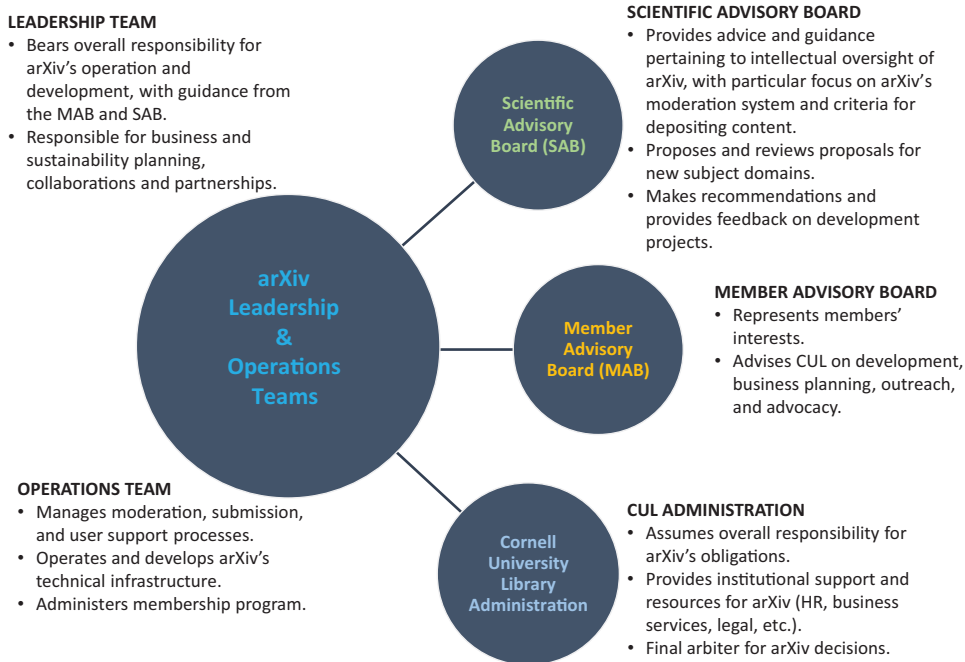 LEADERSHIP TEAM
• Bears overall responsibility for
arXiv’s operation and
development, with guidance from
the MAB and SAB.
• Responsible for business and
sustainability planning,
collaborations and partnerships.
SCIENTIFIC ADVISORY BOARD
• Provides advice and guidance
pertaining to intellectual oversight of
arXiv, with particular focus on arXiv’s
moderation system and criteria for
depositing content.
• Proposes and reviews proposals for
new subject domains.
• Makes recommendations and
provides feedback on development
projects.
Scientific
Advisory
Board (SAB)
arXiv
Leadership
&
Operations
Teams
Member
Advisory
Board (MAB)
MEMBER ADVISORY BOARD
• Represents members’
interests.
• Advises CUL on development,
business planning, outreach,
and advocacy.
OPERATIONS TEAM
• Manages moderation, submission,
and user support processes.
• Operates and develops arXiv’s
technical infrastructure.
• Administers membership program.
Cornell
University
Library
Administration
CUL ADMINISTRATION
• Assumes overall responsibility for
arXiv’s obligations.
• Provides institutional support and
resources for arXiv (HR, business
services, legal, etc.).
• Final arbiter for arXiv decisions.